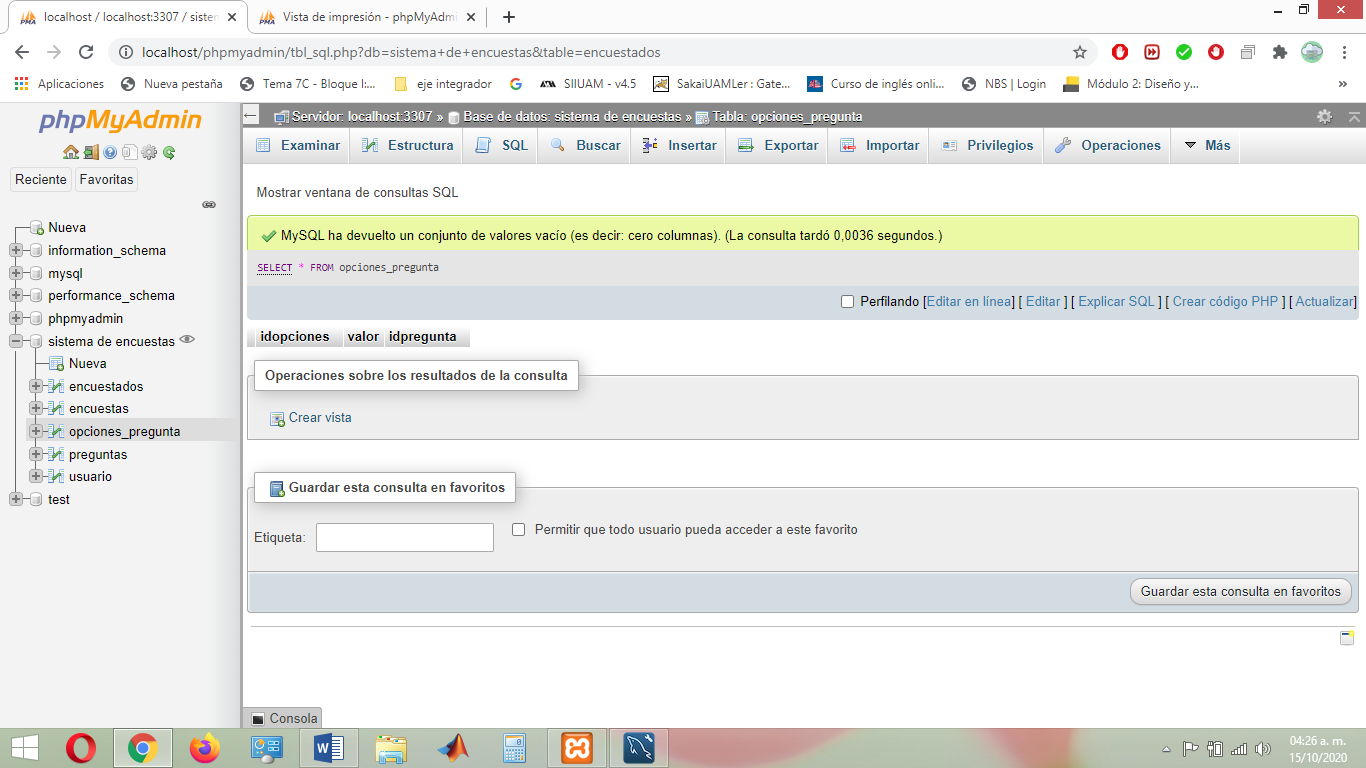 localhost / localhost:3307 / sistem
Vista de impresión - phpMyAdmi
localhost/phpmyadmin/tbl_sql.php?db=sistema+de+encuestas&table=encuestados
Aplicaciones
Nueva pestaña
Tema 7C - Bloque I:...
eje integrador
SIIUAM - v4.5
SakaiUAMLer : Gate...
Curso de inglés onli...
NBS | Login
Módulo 2: Diseño y...
»
phpMyAdmin
Reciente
Favoritas
Nueva
information_schema
mysql
performance_schema
phpmyadmin
sistema de encuestas
Nueva
encuestados
encuestas
opciones_pregunta
preguntas
usuario
test
Servidor: localhost:3307 » Base de datos: sistema de encuestas » Tabla: opciones_pregunta
Examinar
Estructura
SQL
Buscar
Insertar
Exportar
Importar
Privilegios
Operaciones
Más
Mostrar ventana de consultas SQL
MySQL ha devuelto un conjunto de valores vacío (es decir: cero columnas). (La consulta tardó 0,0036 segundos.)
SELECT * FROM opciones_pregunta
Perfilando [Editar en línea] [ Editar ] [ Explicar SQL ] [ Crear código PHP ] [ Actualizar]
idopciones valor idpregunta
Operaciones sobre los resultados de la consulta
Crear vista
Guardar esta consulta en favoritos
Etiqueta:
Permitir que todo usuario pueda acceder a este favorito
Guardar esta consulta en favoritos
Consola
04:26 a. m.
15/10/2020